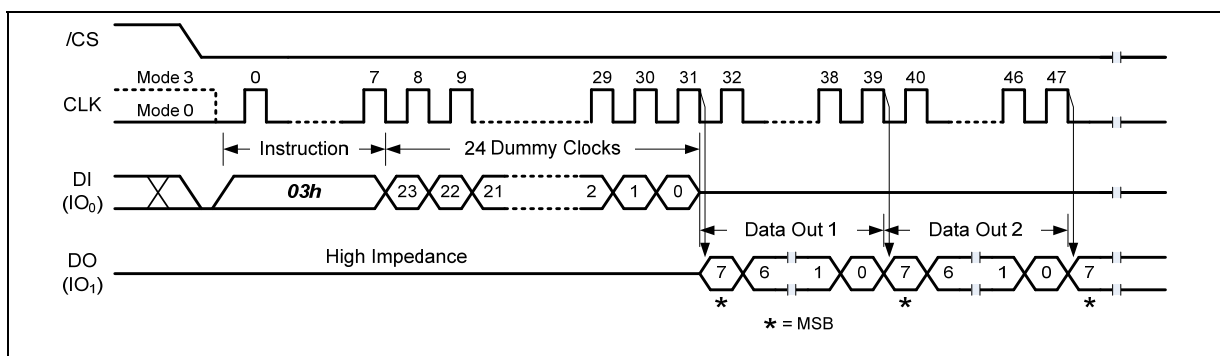 /CS
Mode 3 0 7 8 9 29 30 31 32 38 39 40 46 47
CLK
Mode 0
Instruction 24 Dummy Clocks
DI
(IO0)
03h 23 22 21 2 1 0
Data Out 1 Data Out 2
High Impedance
DO
(IO1)
7 6 1 0 7 6 1 0 7
* * *
* = MSB